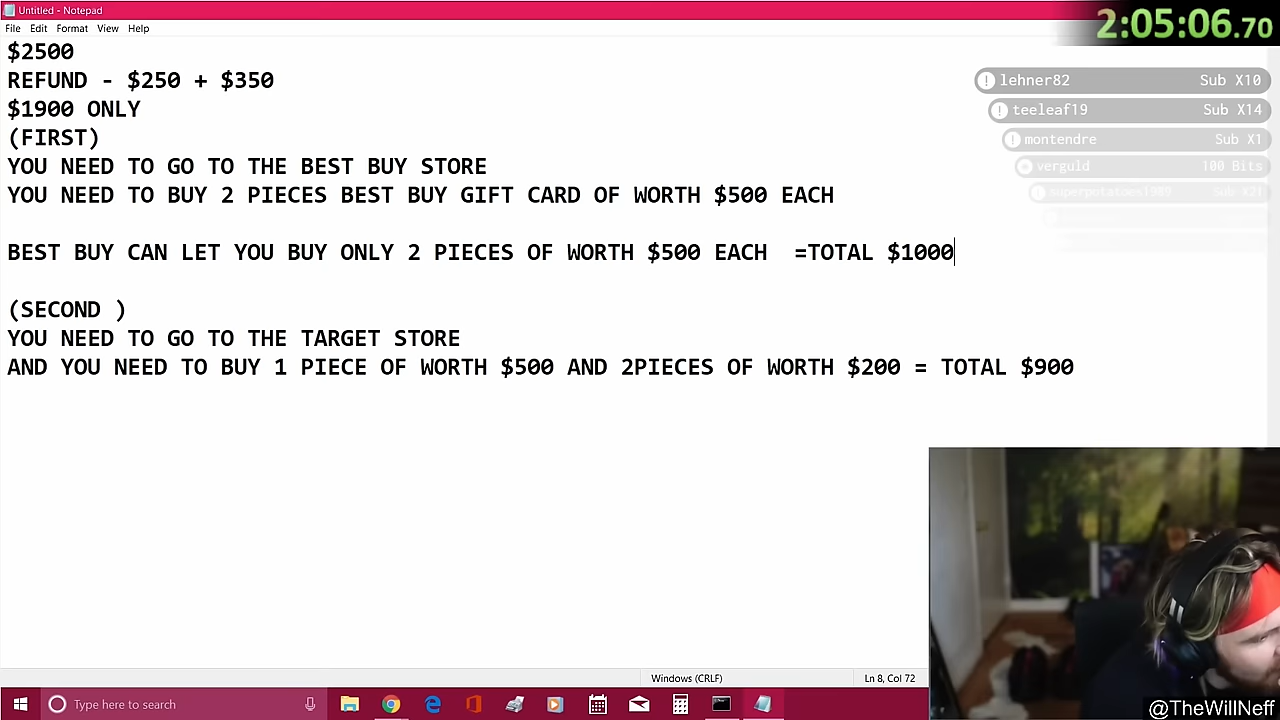 Untitled - Notepad
2:05:06.70
File Edit Format View Help
$2500
REFUND - $250 + $350
lehner82 Sub X10
$1900 ONLY
teeleaf19 Sub X14
(FIRST)
montendre Sub X1
YOU NEED TO GO TO THE BEST BUY STORE
verguld 100 Bits
YOU NEED TO BUY 2 PIECES BEST BUY GIFT CARD OF WORTH $500 EACH
Sub X21
BEST BUY CAN LET YOU BUY ONLY 2 PIECES OF WORTH $500 EACH  =TOTAL $1000
(SECOND )
YOU NEED TO GO TO THE TARGET STORE
AND YOU NEED TO BUY 1 PIECE OF WORTH $500 AND 2PIECES OF WORTH $200 = TOTAL $900
Windows (CRLF) Ln 8, Col 72
Type here to search
@TheWillNeff